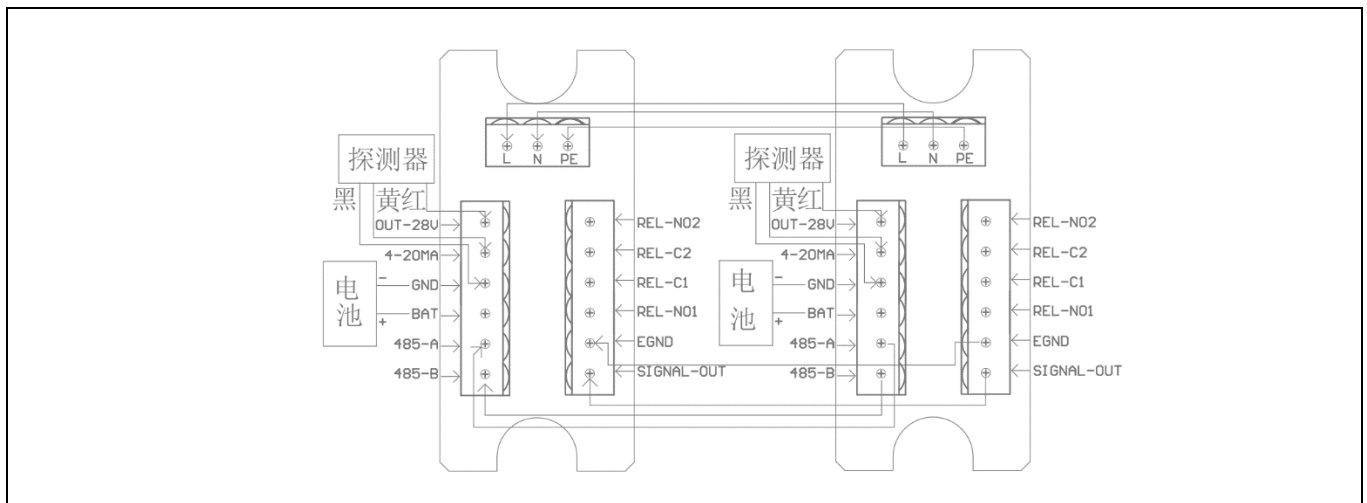 L N PE
探测器
黑 黄红
OUT-28V
4-20MA
- GND
电池
+ BAT
485-A
485-B
REL-NO2
REL-C2
REL-C1
REL-NO1
EGND
SIGNAL-OUT
L N PE
探测器
黑 黄红
OUT-28V
4-20MA
- GND
电池
+ BAT
485-A
485-B
REL-NO2
REL-C2
REL-C1
REL-NO1
EGND
SIGNAL-OUT